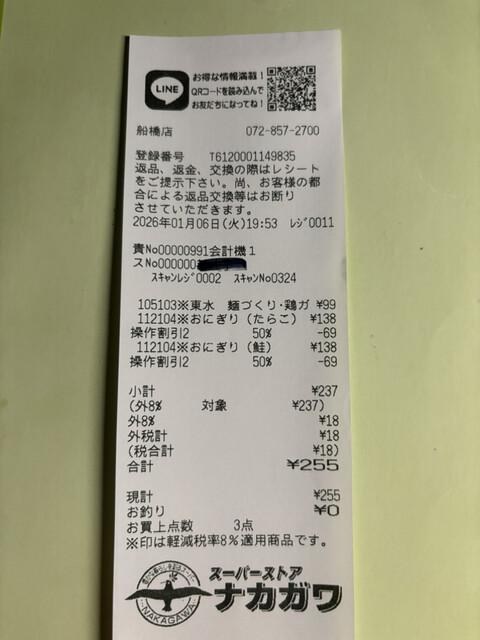 LINE
お得な情報満載！
QRコードを読み込んで
お友だちになってね！
船橋店 072-857-2700
登録番号 T6120001149835
返品、返金、交換の際はレシート
をご提示下さい。尚、お客様の都
合による返品交換等はお断り
させていただきます。
2026年01月06日(火)19:53 ﾚｼﾞ0011
責No00000991会計機1
スNo000000
ｽｷｬﾝﾚｼﾞ0002 ｽｷｬﾝNo0324
105103※東水 麺づくり・鶏ガ ¥99
112104※おにぎり（たらこ） ¥138
操作割引2 50% -69
112104※おにぎり（鮭） ¥138
操作割引2 50% -69
小計 ¥237
(外8% 対象 ¥237)
外8% ¥18
外税計 ¥18
(税合計 ¥18)
合計 ¥255
現計 ¥255
お釣り ¥0
お買上点数 3点
※印は軽減税率8％適用商品です。
スーパーストア
ナカガワ
NAKAGAWA